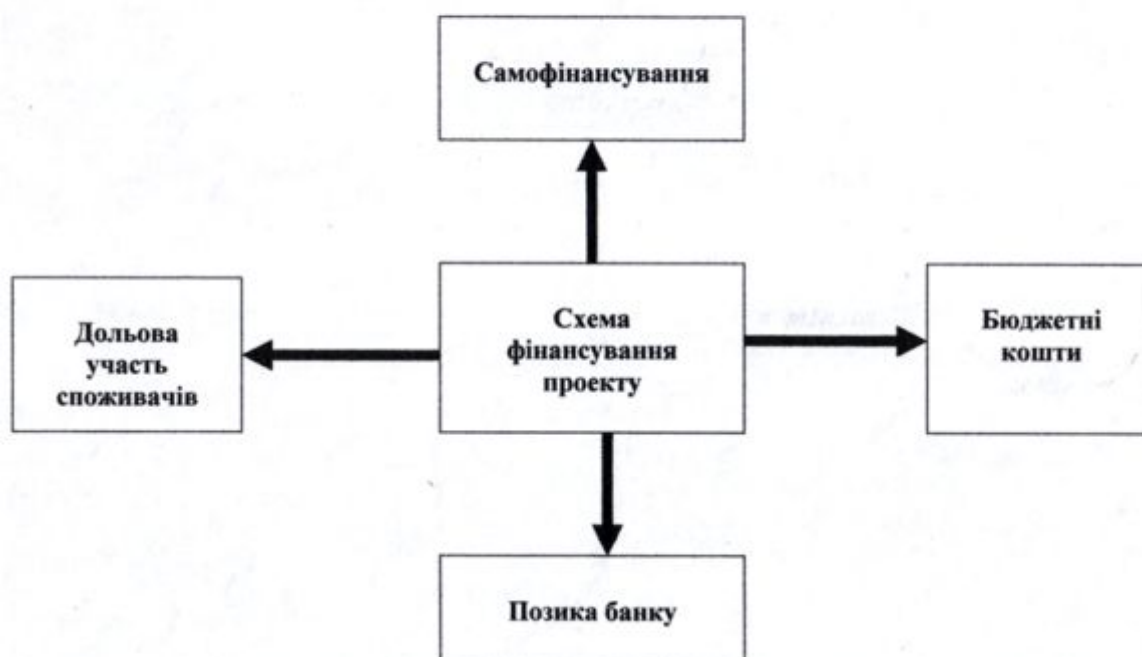 Самофінансування
Дольова
участь
споживачів
Схема
фінансування
проекту
Бюджетні
кошти
Позика банку